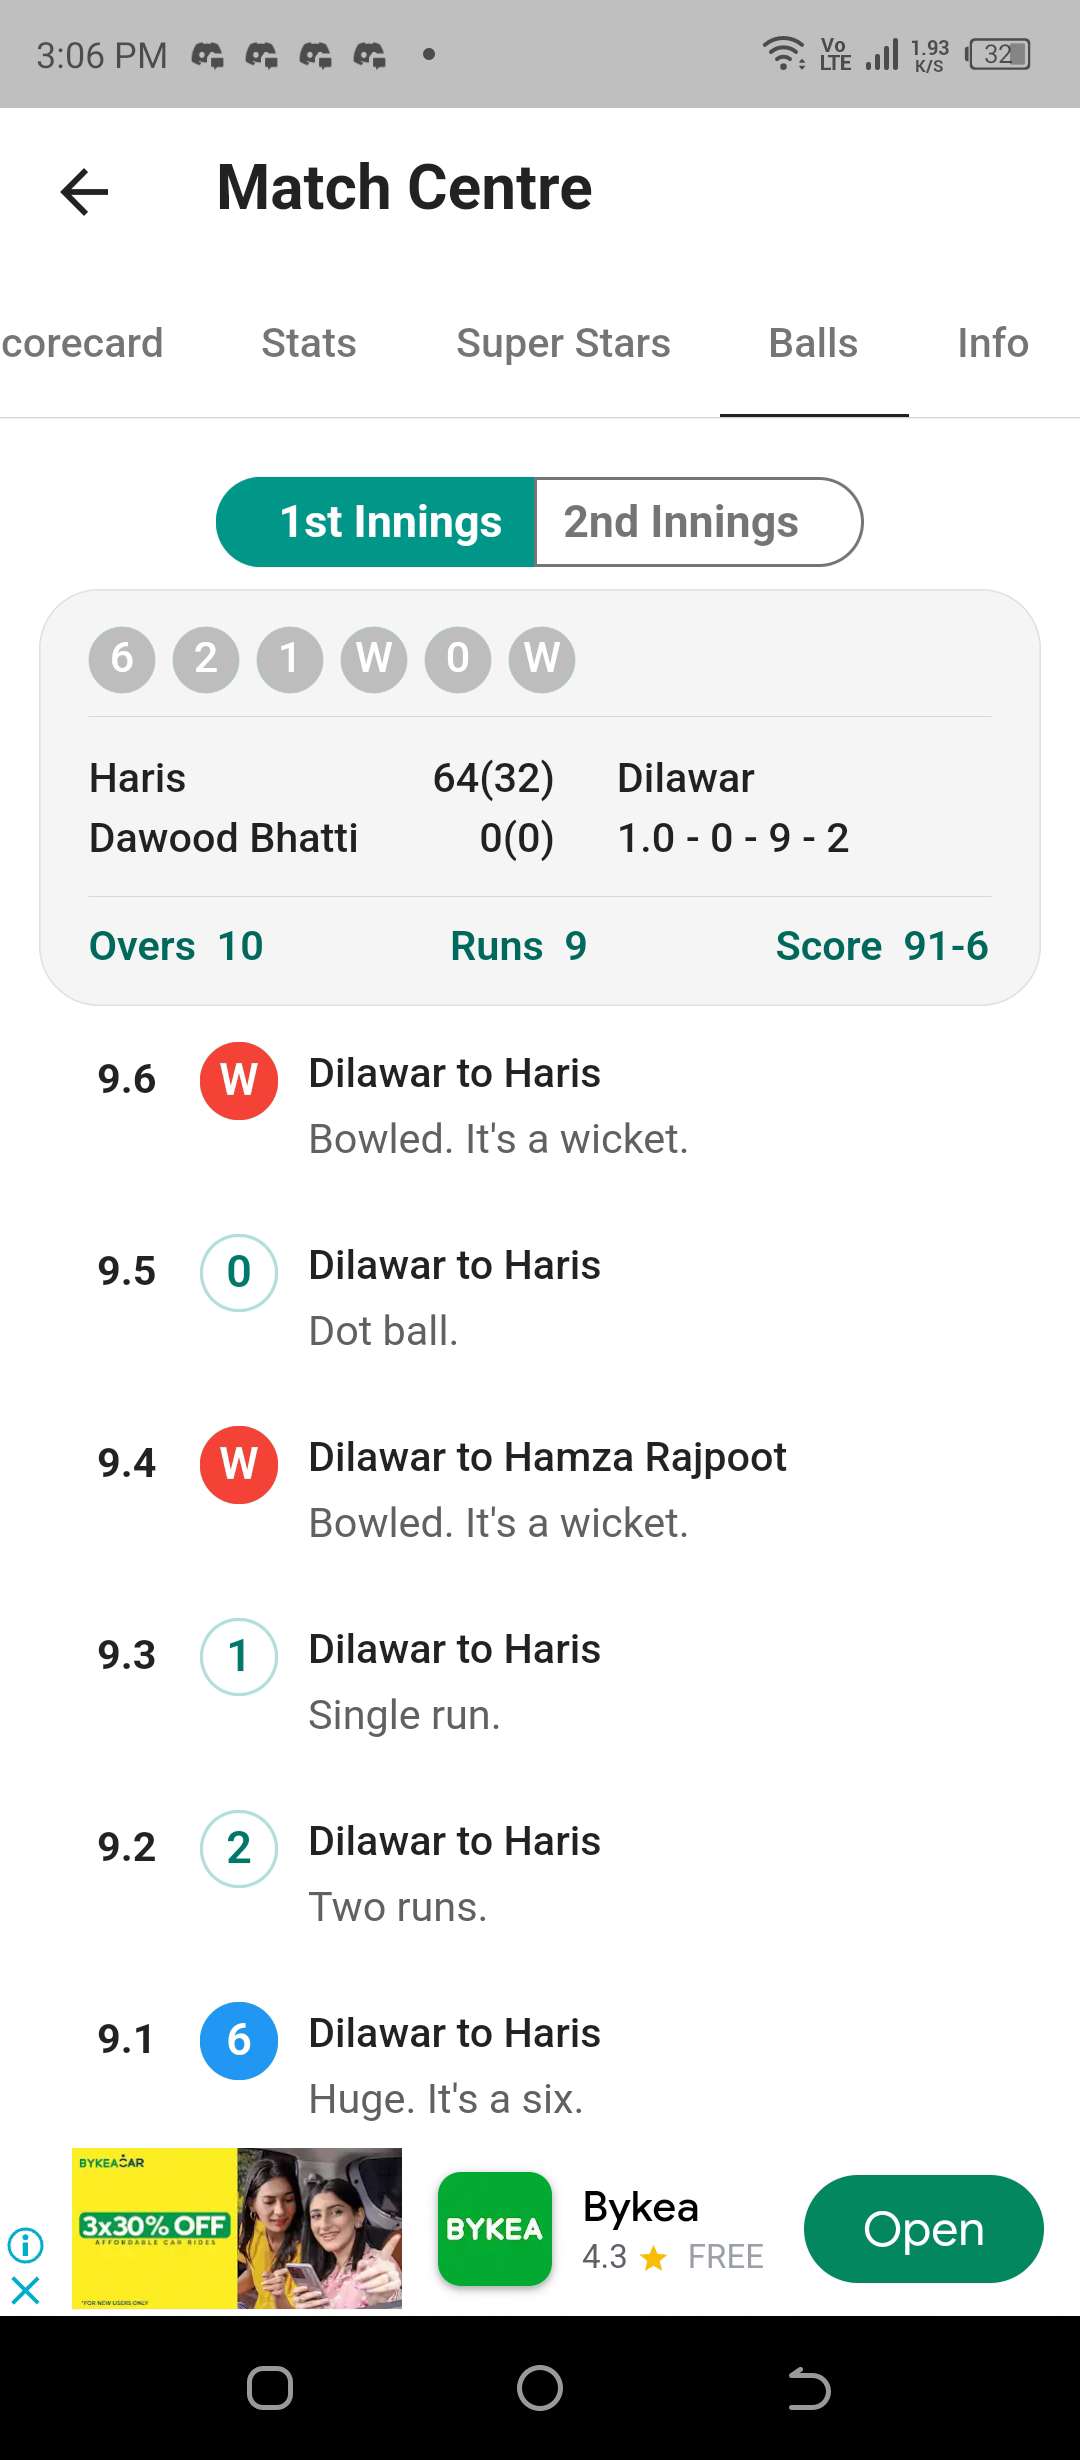 3:06 PM
Vo LTE
1.93 K/S
32
Match Centre
corecard Stats Super Stars Balls Info
1st Innings 2nd Innings
6 2 1 W 0 W
Haris 64(32) Dilawar
Dawood Bhatti 0(0) 1.0 - 0 - 9 - 2
Overs 10 Runs 9 Score 91-6
9.6 W Dilawar to Haris
Bowled. It's a wicket.
9.5 0 Dilawar to Haris
Dot ball.
9.4 W Dilawar to Hamza Rajpoot
Bowled. It's a wicket.
9.3 1 Dilawar to Haris
Single run.
9.2 2 Dilawar to Haris
Two runs.
9.1 6 Dilawar to Haris
Huge. It's a six.
BYKEACAR
3x30% OFF
AFFORDABLE CAR RIDES
*FOR NEW USERS ONLY
BYKEA
Bykea
4.3 FREE
Open